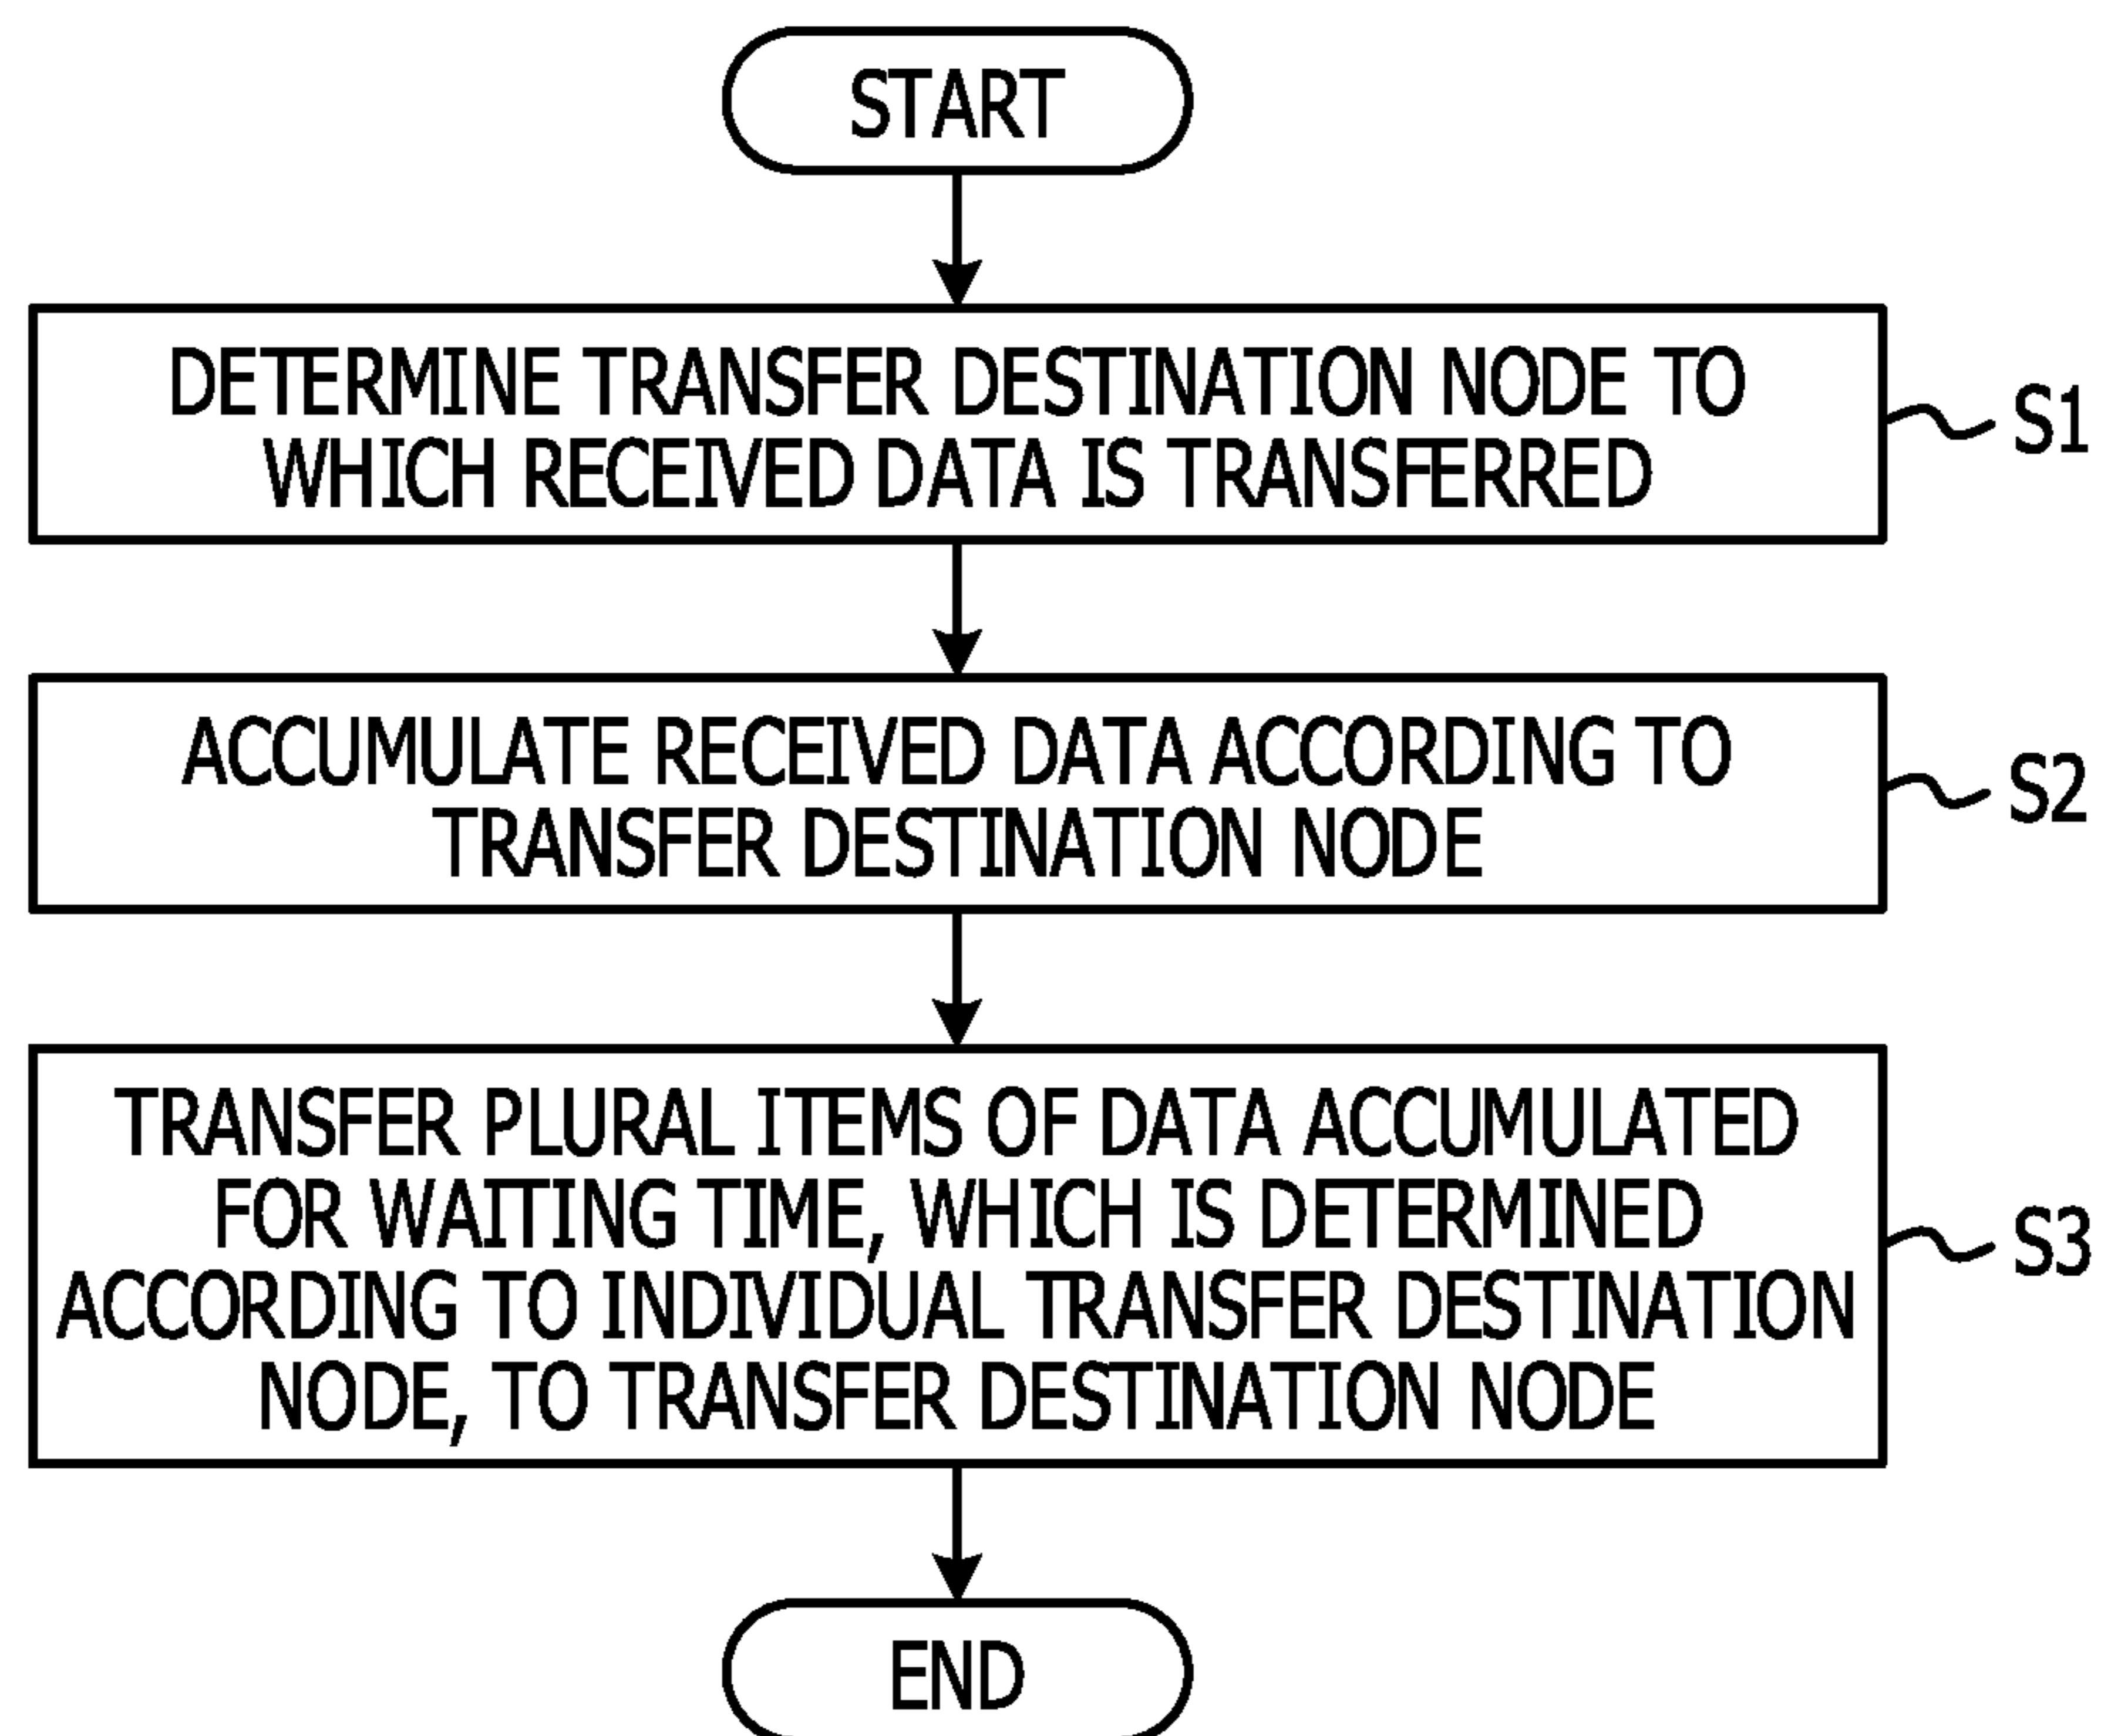 START
DETERMINE TRANSFER DESTINATION NODE TO
WHICH RECEIVED DATA IS TRANSFERRED
S1
ACCUMULATE RECEIVED DATA ACCORDING TO
TRANSFER DESTINATION NODE
S2
TRANSFER PLURAL ITEMS OF DATA ACCUMULATED
FOR WAITING TIME, WHICH IS DETERMINED
ACCORDING TO INDIVIDUAL TRANSFER DESTINATION
NODE, TO TRANSFER DESTINATION NODE
S3
END